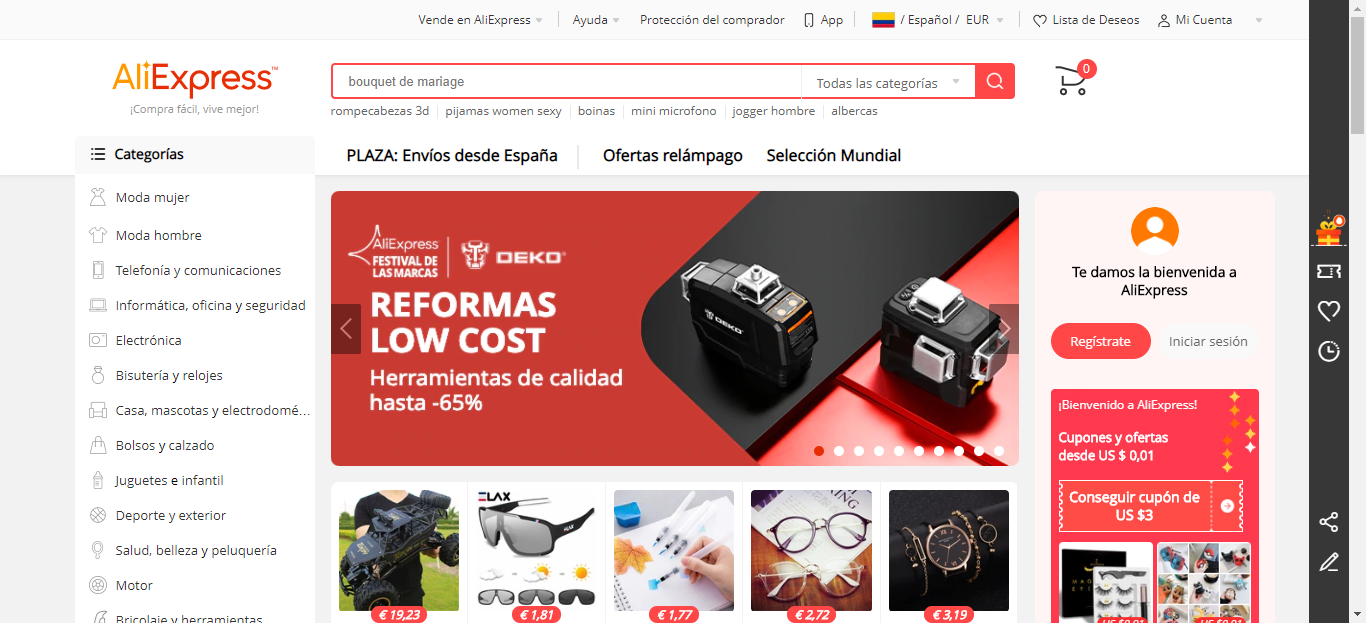 Vende en AliExpress
Ayuda
Protección del comprador
App
/ Español / EUR
Lista de Deseos
Mi Cuenta
AliExpress™
¡Compra fácil, vive mejor!
bouquet de mariage
Todas las categorías
0
rompecabezas 3d
pijamas women sexy
boinas
mini microfono
jogger hombre
albercas
Categorías
PLAZA: Envíos desde España
Ofertas relámpago
Selección Mundial
Moda mujer
Moda hombre
Telefonía y comunicaciones
Informática, oficina y seguridad
Electrónica
Bisutería y relojes
Casa, mascotas y electrodomé...
Bolsos y calzado
Juguetes e infantil
Deporte y exterior
Salud, belleza y peluquería
Motor
Bricolaje y herramientas
AliExpress
FESTIVAL DE
LAS MARCAS
DEKO®
REFORMAS
LOW COST
Herramientas de calidad
hasta -65%
DEKO
Te damos la bienvenida a
AliExpress
Regístrate
Iniciar sesión
¡Bienvenido a AliExpress!
Cupones y ofertas
desde US $ 0,01
Conseguir cupón de
US $3
ELAX
€ 19,23
€ 1,81
€ 1,77
€ 2,72
€ 3,19
US $0,01
US $0,01